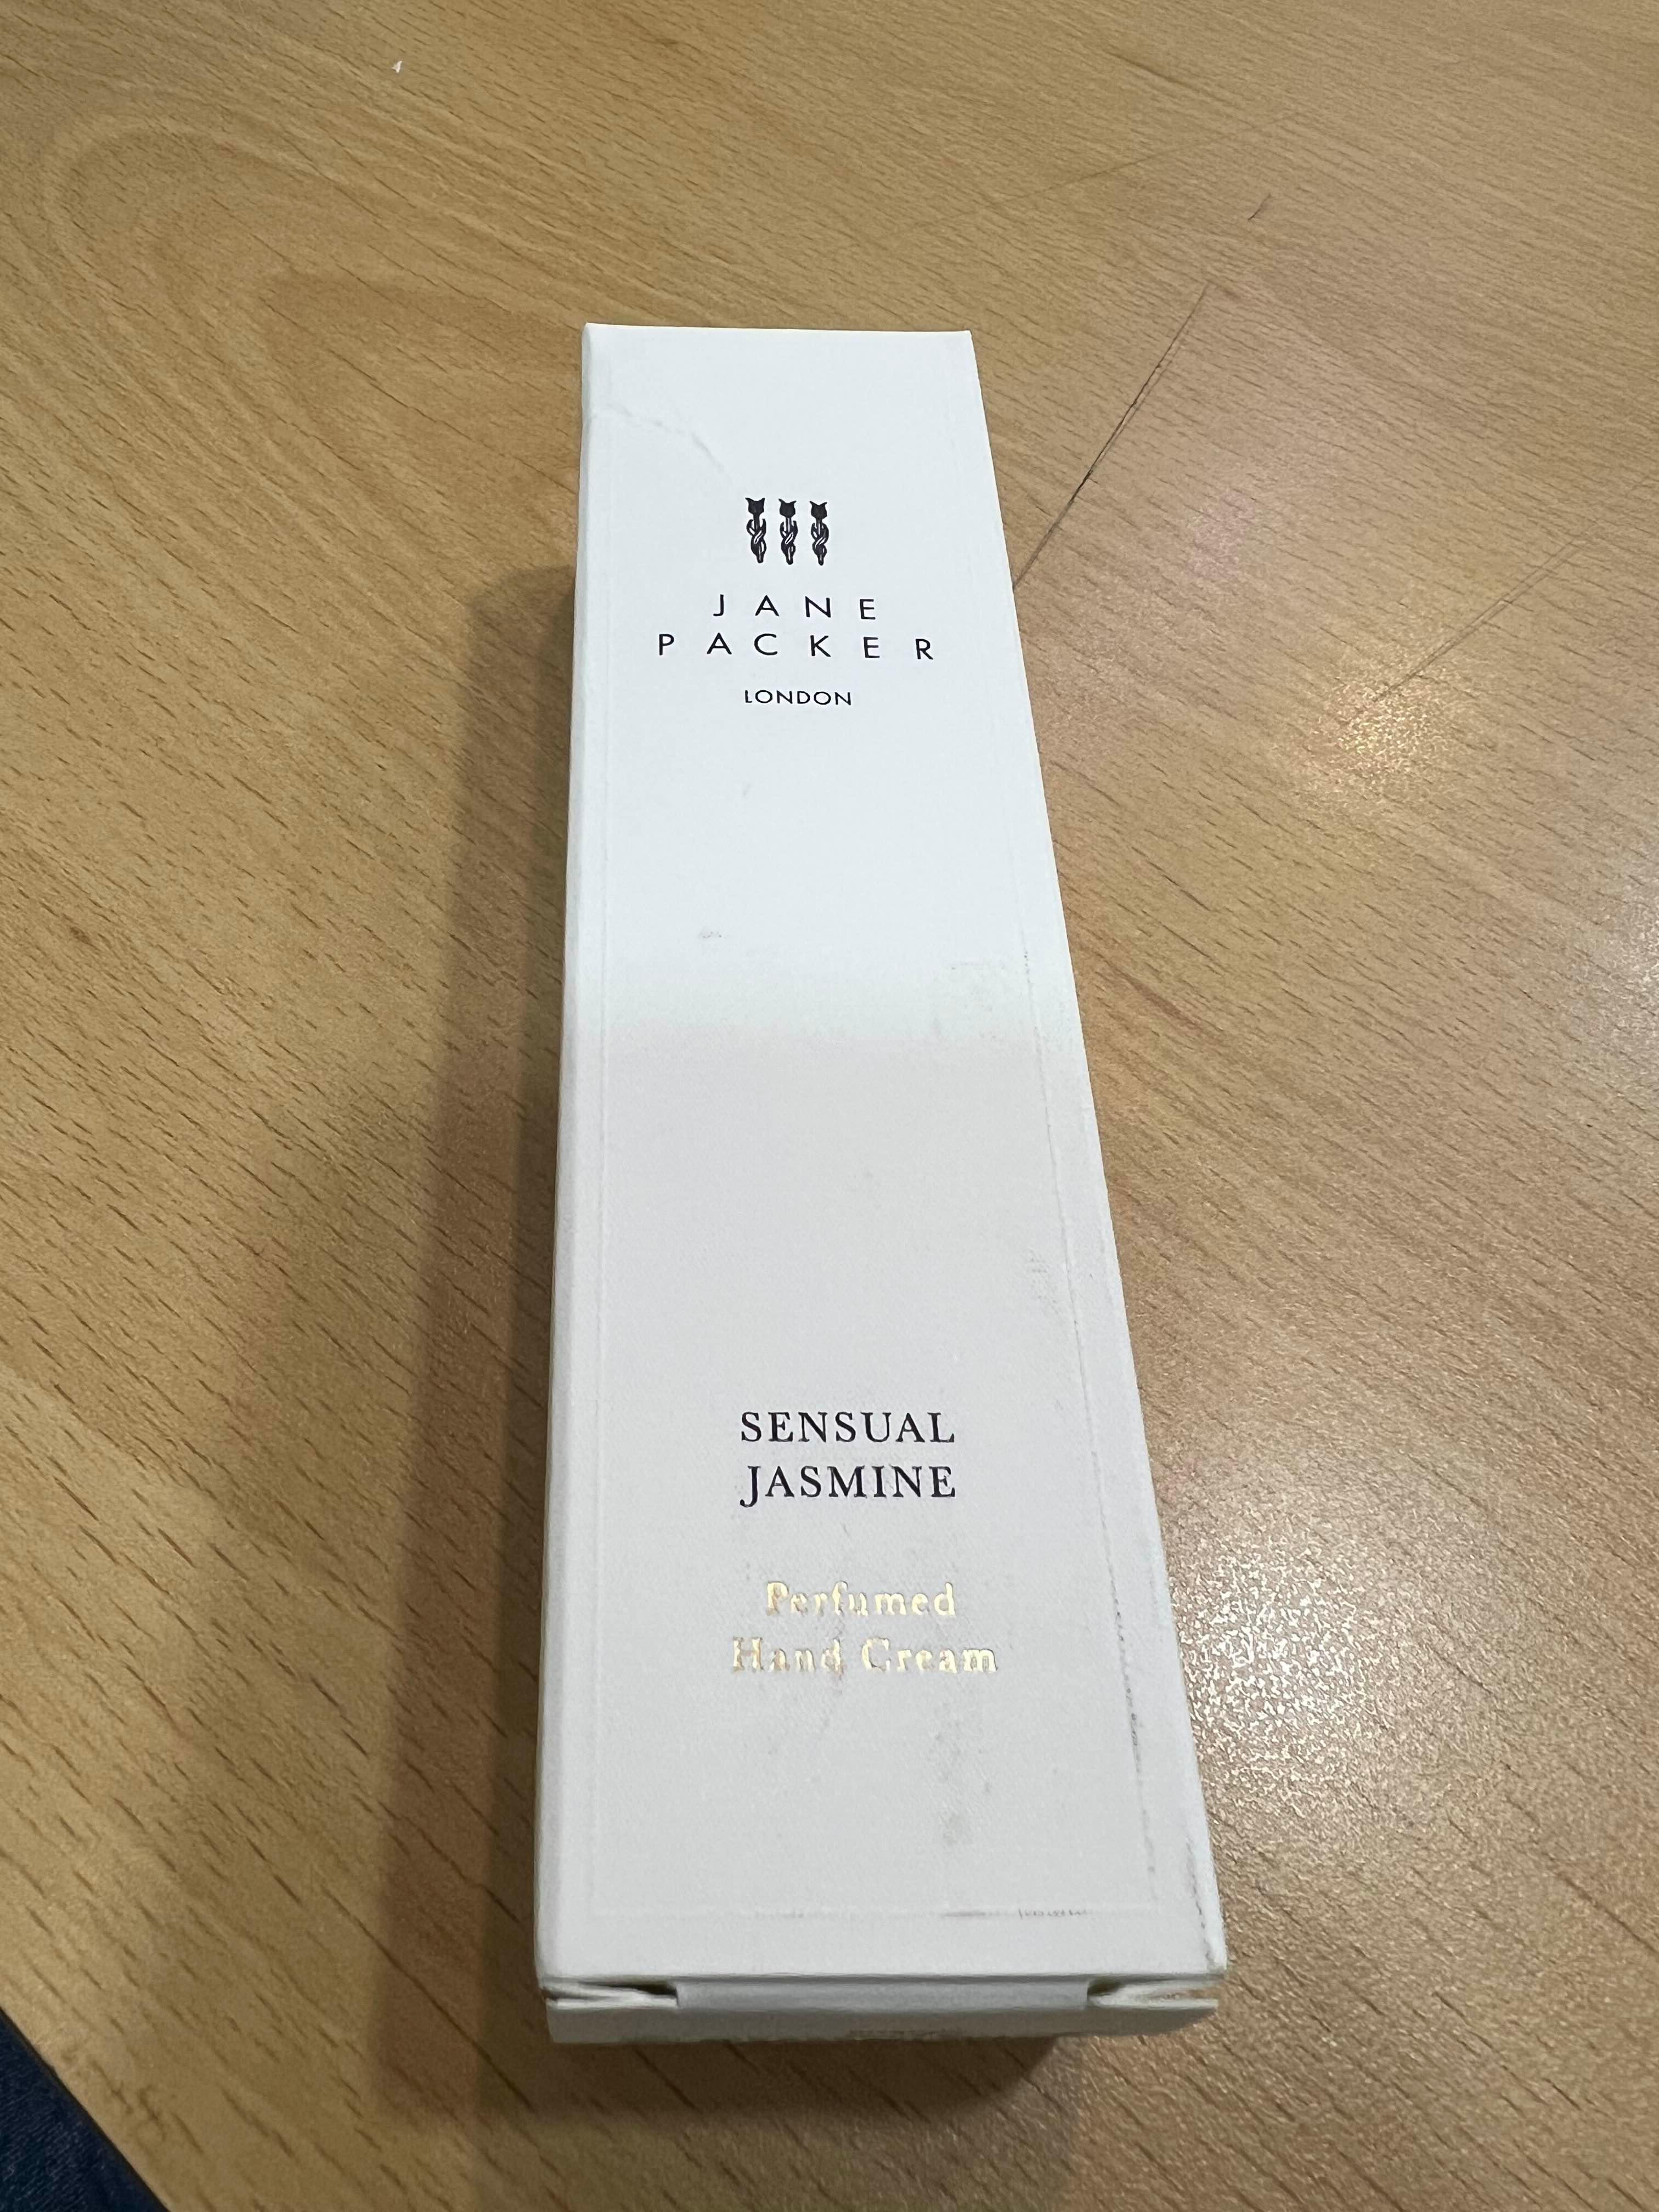 JANE
PACKER
LONDON
SENSUAL
JASMINE
Perfumed
Hand Cream